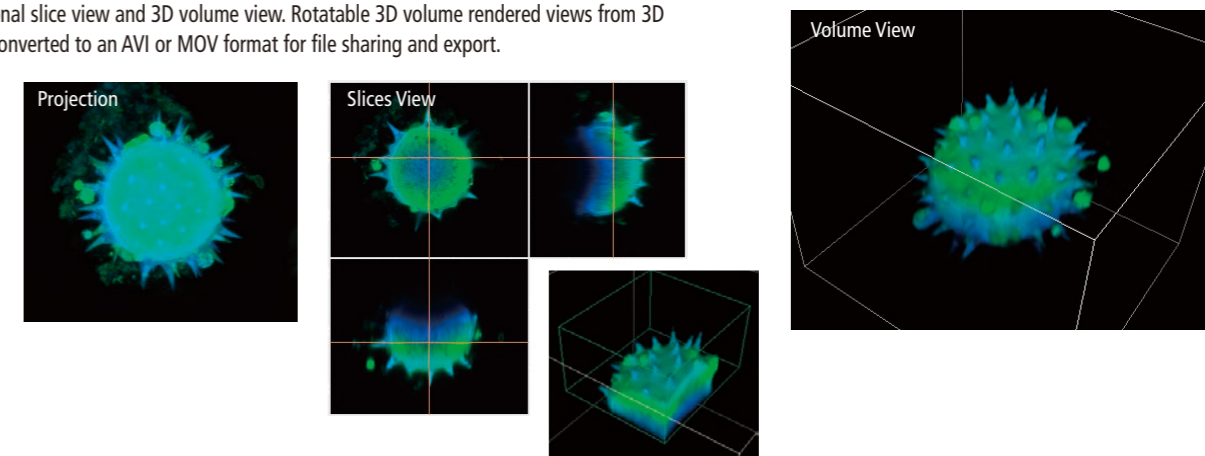 nal slice view and 3D volume view. Rotatable 3D volume rendered views from 3D
onverted to an AVI or MOV format for file sharing and export.
Projection
Slices View
Volume View